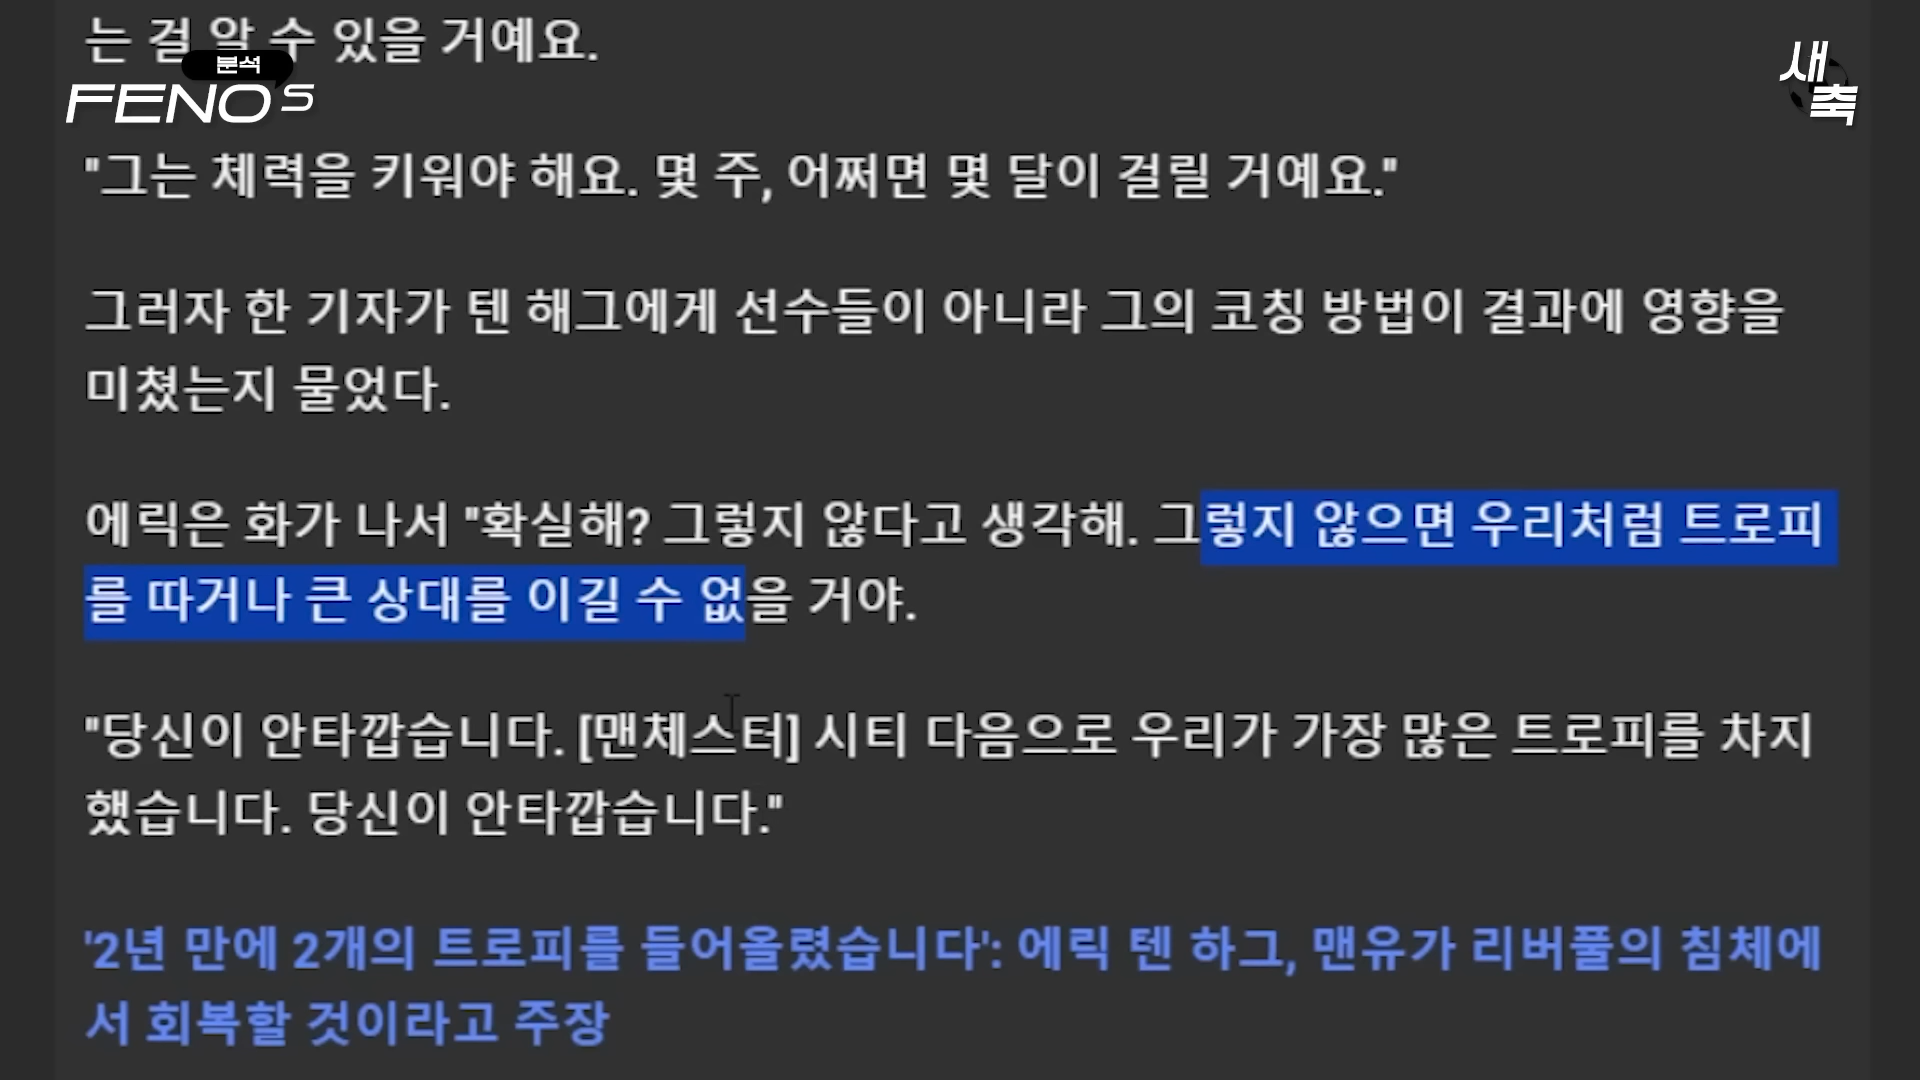 는 걸 알 수 있을 거예요.
분석
FENO S
새
축
"그는 체력을 키워야 해요. 몇 주, 어쩌면 몇 달이 걸릴 거예요."
그러자 한 기자가 텐 해그에게 선수들이 아니라 그의 코칭 방법이 결과에 영향을
미쳤는지 물었다.
에릭은 화가 나서 "확실해? 그렇지 않다고 생각해. 그렇지 않으면 우리처럼 트로피
를 따거나 큰 상대를 이길 수 없을 거야.
"당신이 안타깝습니다. [맨체스터] 시티 다음으로 우리가 가장 많은 트로피를 차지
했습니다. 당신이 안타깝습니다."
'2년 만에 2개의 트로피를 들어올렸습니다': 에릭 텐 하그, 맨유가 리버풀의 침체에
서 회복할 것이라고 주장